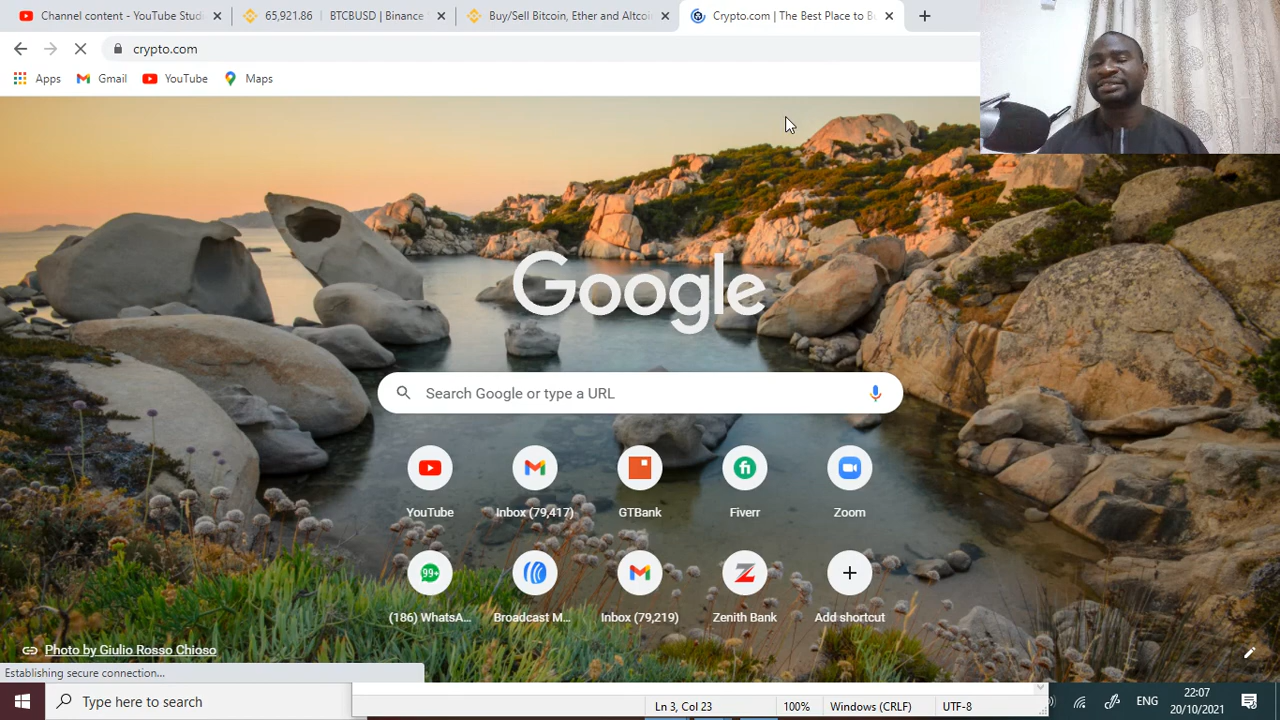 Channel content - YouTube Studi
65,921.86 | BTCBUSD | Binance
Buy/Sell Bitcoin, Ether and Altcoi
Crypto.com | The Best Place to B
crypto.com
Apps
Gmail
YouTube
Maps
Google
Search Google or type a URL
YouTube
Inbox (79,417)
GTBank
Fiverr
Zoom
99+
(186) WhatsA...
Broadcast M...
Inbox (79,219)
Zenith Bank
Add shortcut
Photo by Giulio Rosso Chioso
Establishing secure connection...
Type here to search
Ln 3, Col 23
100%
Windows (CRLF)
UTF-8
ENG
22:07
20/10/2021